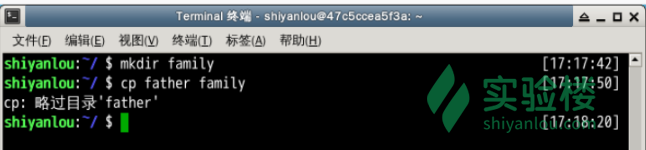 Terminal 终端 - shiyanlou@47c5ccea5f3a: ~
文件(F) 编辑(E) 视图(V) 终端(T) 标签(A) 帮助(H)
shiyanlou:~/ $ mkdir family [17:17:42]
shiyanlou:~/ $ cp father family [17:17:50]
cp: 略过目录'father'
shiyanlou:~/ $ [17:18:20]
实验楼
shiyanlou.com